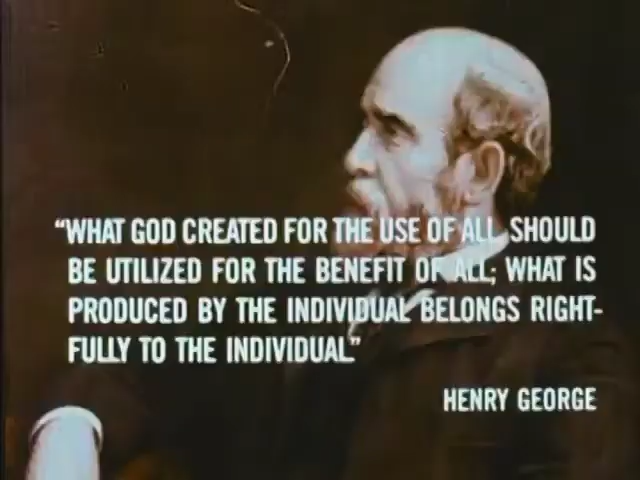 “WHAT GOD CREATED FOR THE USE OF ALL SHOULD
BE UTILIZED FOR THE BENEFIT OF ALL; WHAT IS
PRODUCED BY THE INDIVIDUAL BELONGS RIGHT-
FULLY TO THE INDIVIDUAL”
HENRY GEORGE